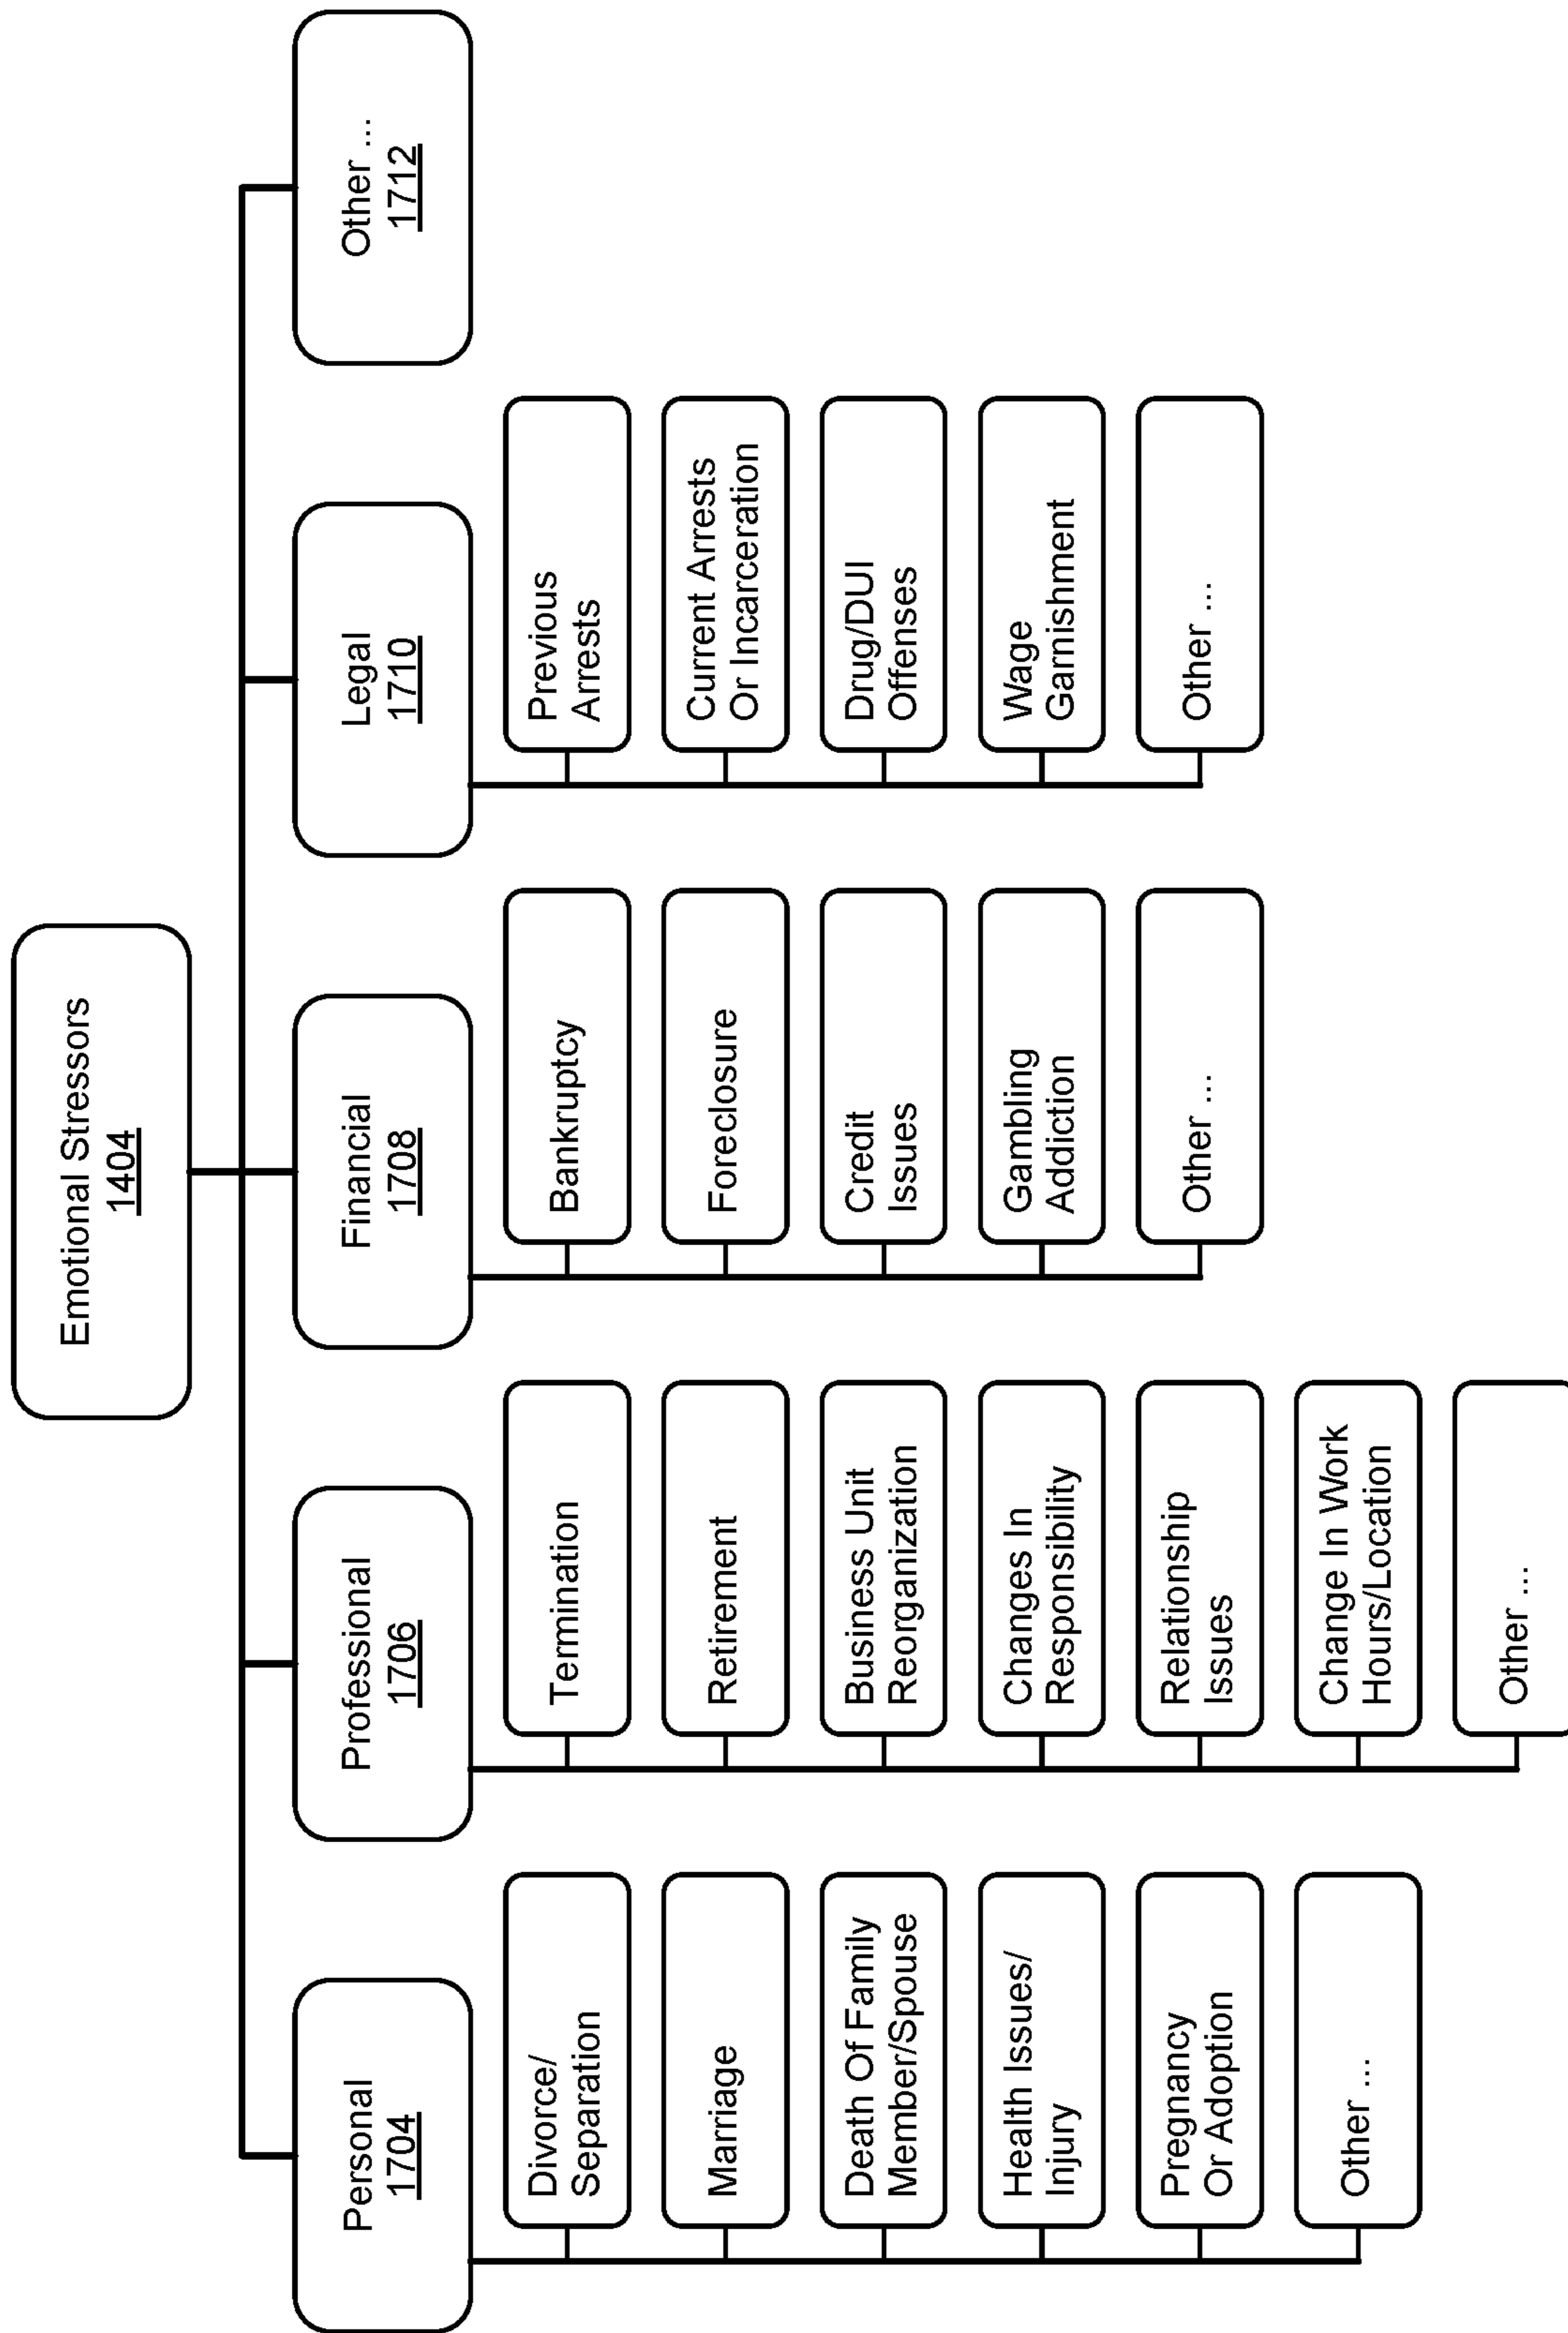 Emotional Stressors
1404
Personal
1704
Divorce/
Separation
Marriage
Death Of Family
Member/Spouse
Health Issues/
Injury
Pregnancy
Or Adoption
Other ...
Professional
1706
Termination
Retirement
Business Unit
Reorganization
Changes In
Responsibility
Relationship
Issues
Change In Work
Hours/Location
Other ...
Financial
1708
Bankruptcy
Foreclosure
Credit
Issues
Gambling
Addiction
Other ...
Legal
1710
Previous
Arrests
Current Arrests
Or Incarceration
Drug/DUI
Offenses
Wage
Garnishment
Other ...
Other ...
1712